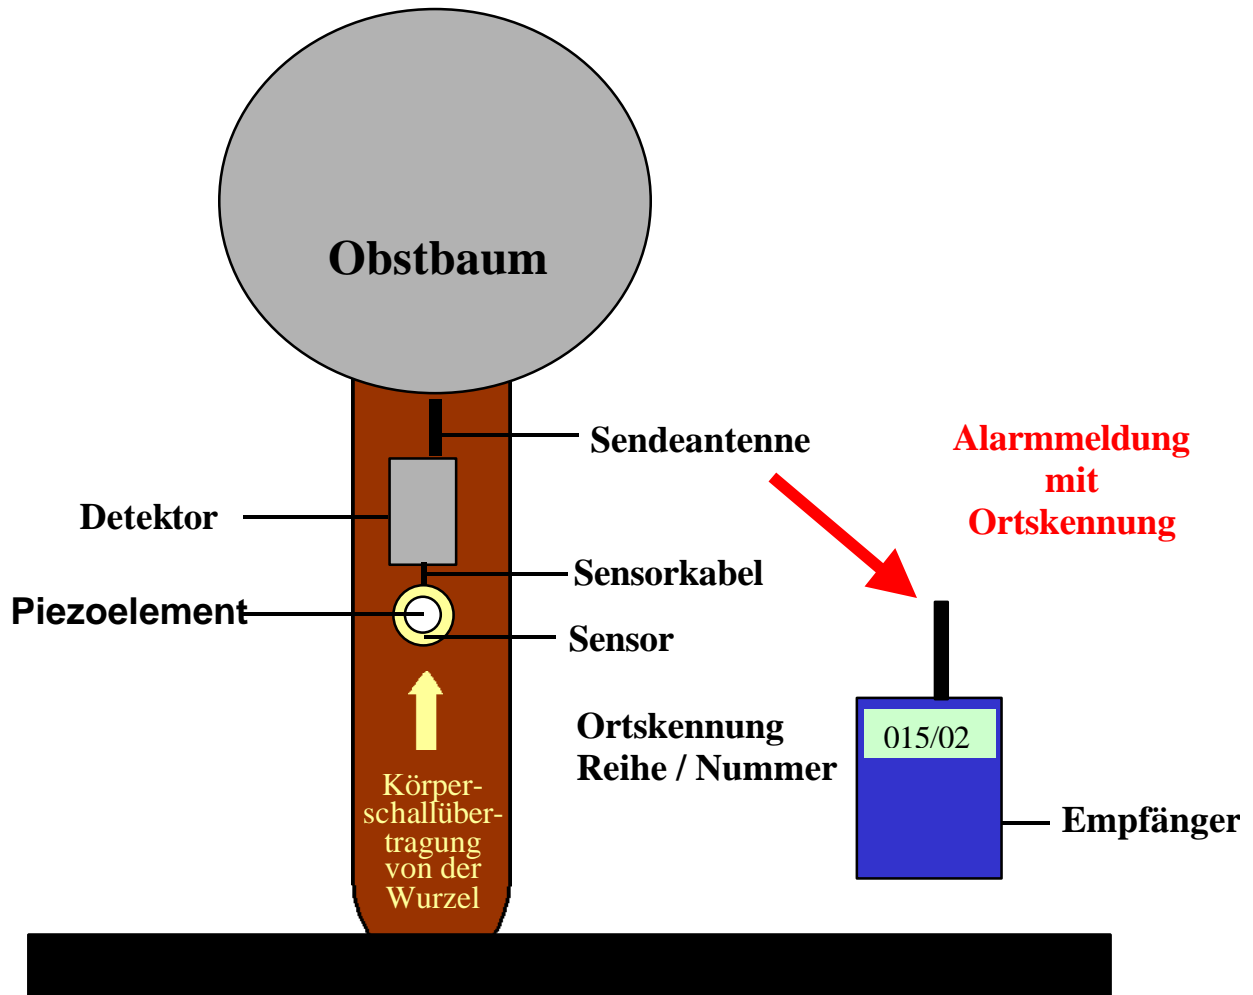 Obstbaum
Sendeantenne
Alarmmeldung
mit
Ortskennung
Detektor
Sensorkabel
Piezoelement
Sensor
Ortskennung
Reihe / Nummer
015/02
Körper-
schallüber-
tragung
von der
Wurzel
Empfänger